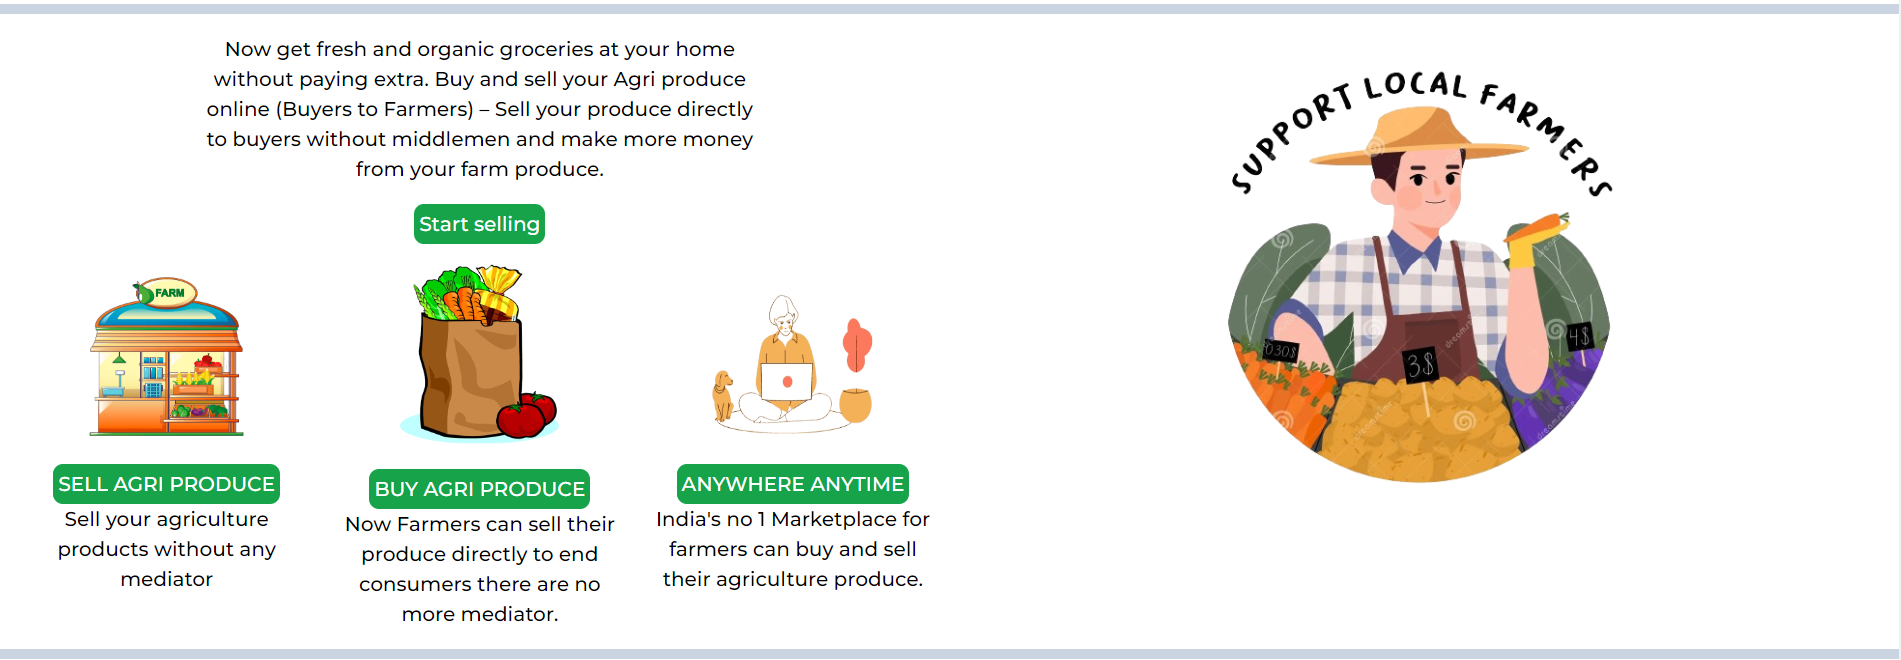 Now get fresh and organic groceries at your home
without paying extra. Buy and sell your Agri produce
online (Buyers to Farmers) – Sell your produce directly
to buyers without middlemen and make more money
from your farm produce.
Start selling
FARM
SELL AGRI PRODUCE
Sell your agriculture
products without any
mediator
BUY AGRI PRODUCE
Now Farmers can sell their
produce directly to end
consumers there are no
more mediator.
ANYWHERE ANYTIME
India's no 1 Marketplace for
farmers can buy and sell
their agriculture produce.
SUPPORT LOCAL FARMERS
030$
3$
4$